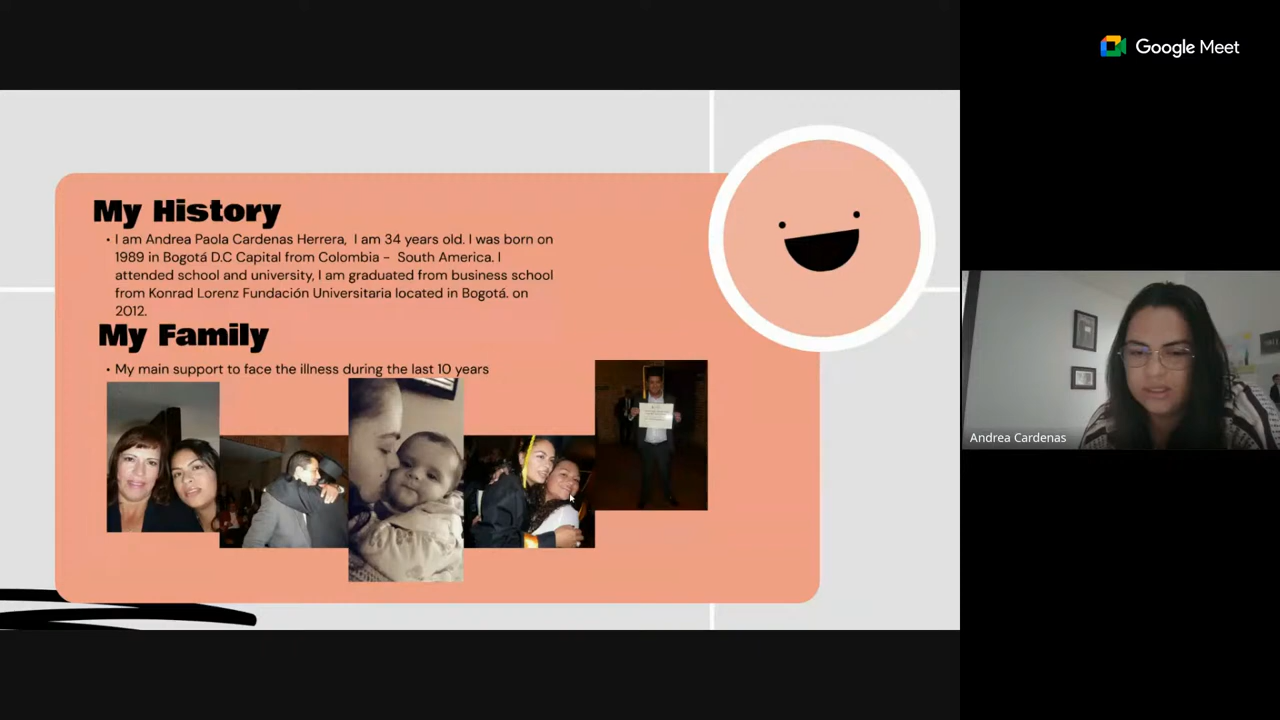 Google Meet
My History
• I am Andrea Paola Cardenas Herrera, I am 34 years old. I was born on
1989 in Bogotá D.C Capital from Colombia - South America. I
attended school and university, I am graduated from business school
from Konrad Lorenz Fundación Universitaria located in Bogotá. on
2012.
My Family
• My main support to face the illness during the last 10 years
Andrea Cardenas